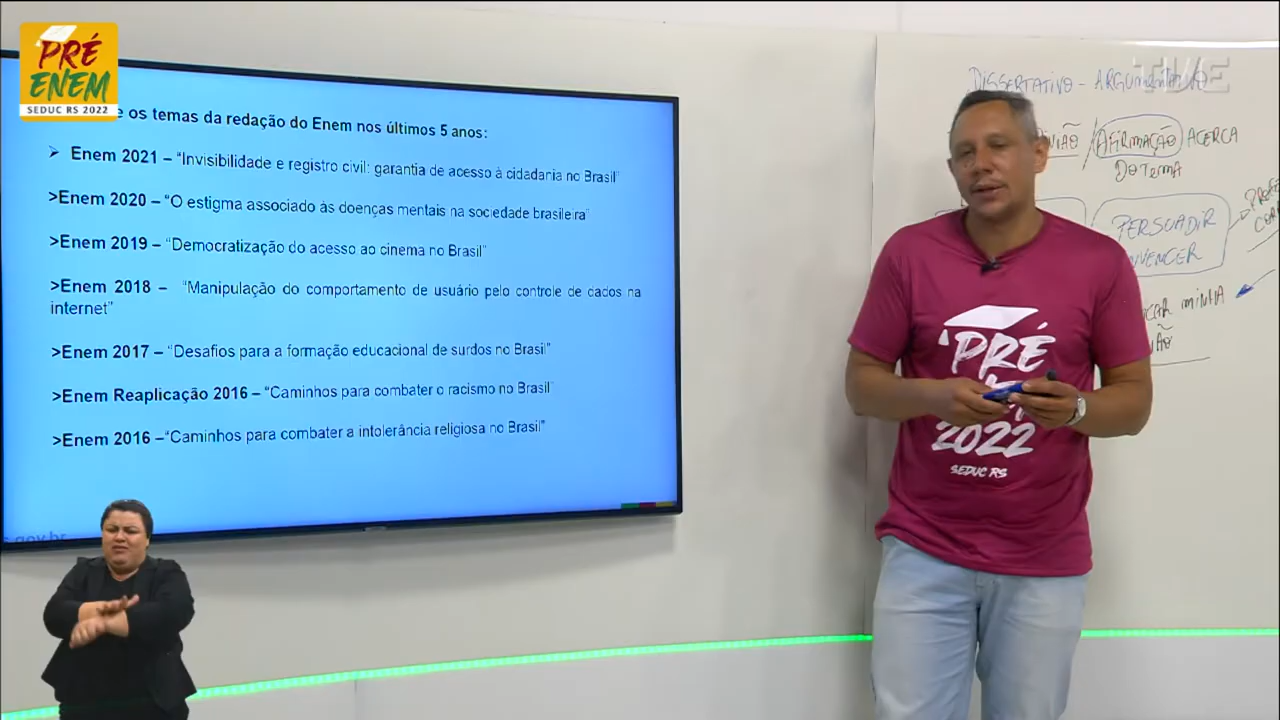 PRÉ
ENEM
SEDUC RS 2022
e os temas da redação do Enem nos últimos 5 anos:
➢ Enem 2021 – “Invisibilidade e registro civil: garantia de acesso à cidadania no Brasil”
>Enem 2020 – “O estigma associado às doenças mentais na sociedade brasileira”
>Enem 2019 – “Democratização do acesso ao cinema no Brasil”
>Enem 2018 – “Manipulação do comportamento de usuário pelo controle de dados na
internet”
>Enem 2017 – “Desafios para a formação educacional de surdos no Brasil”
>Enem Reaplicação 2016 – “Caminhos para combater o racismo no Brasil
>Enem 2016 –“Caminhos para combater a intolerância religiosa no Brasil”
.gov.br
TVE
DISSERTATIVO - ARGUMENTATIVO
AFIRMAÇÃO ACERCA
DO TEMA
PERSUADIR
MINHA
PRÉ
2022
SEDUC RS